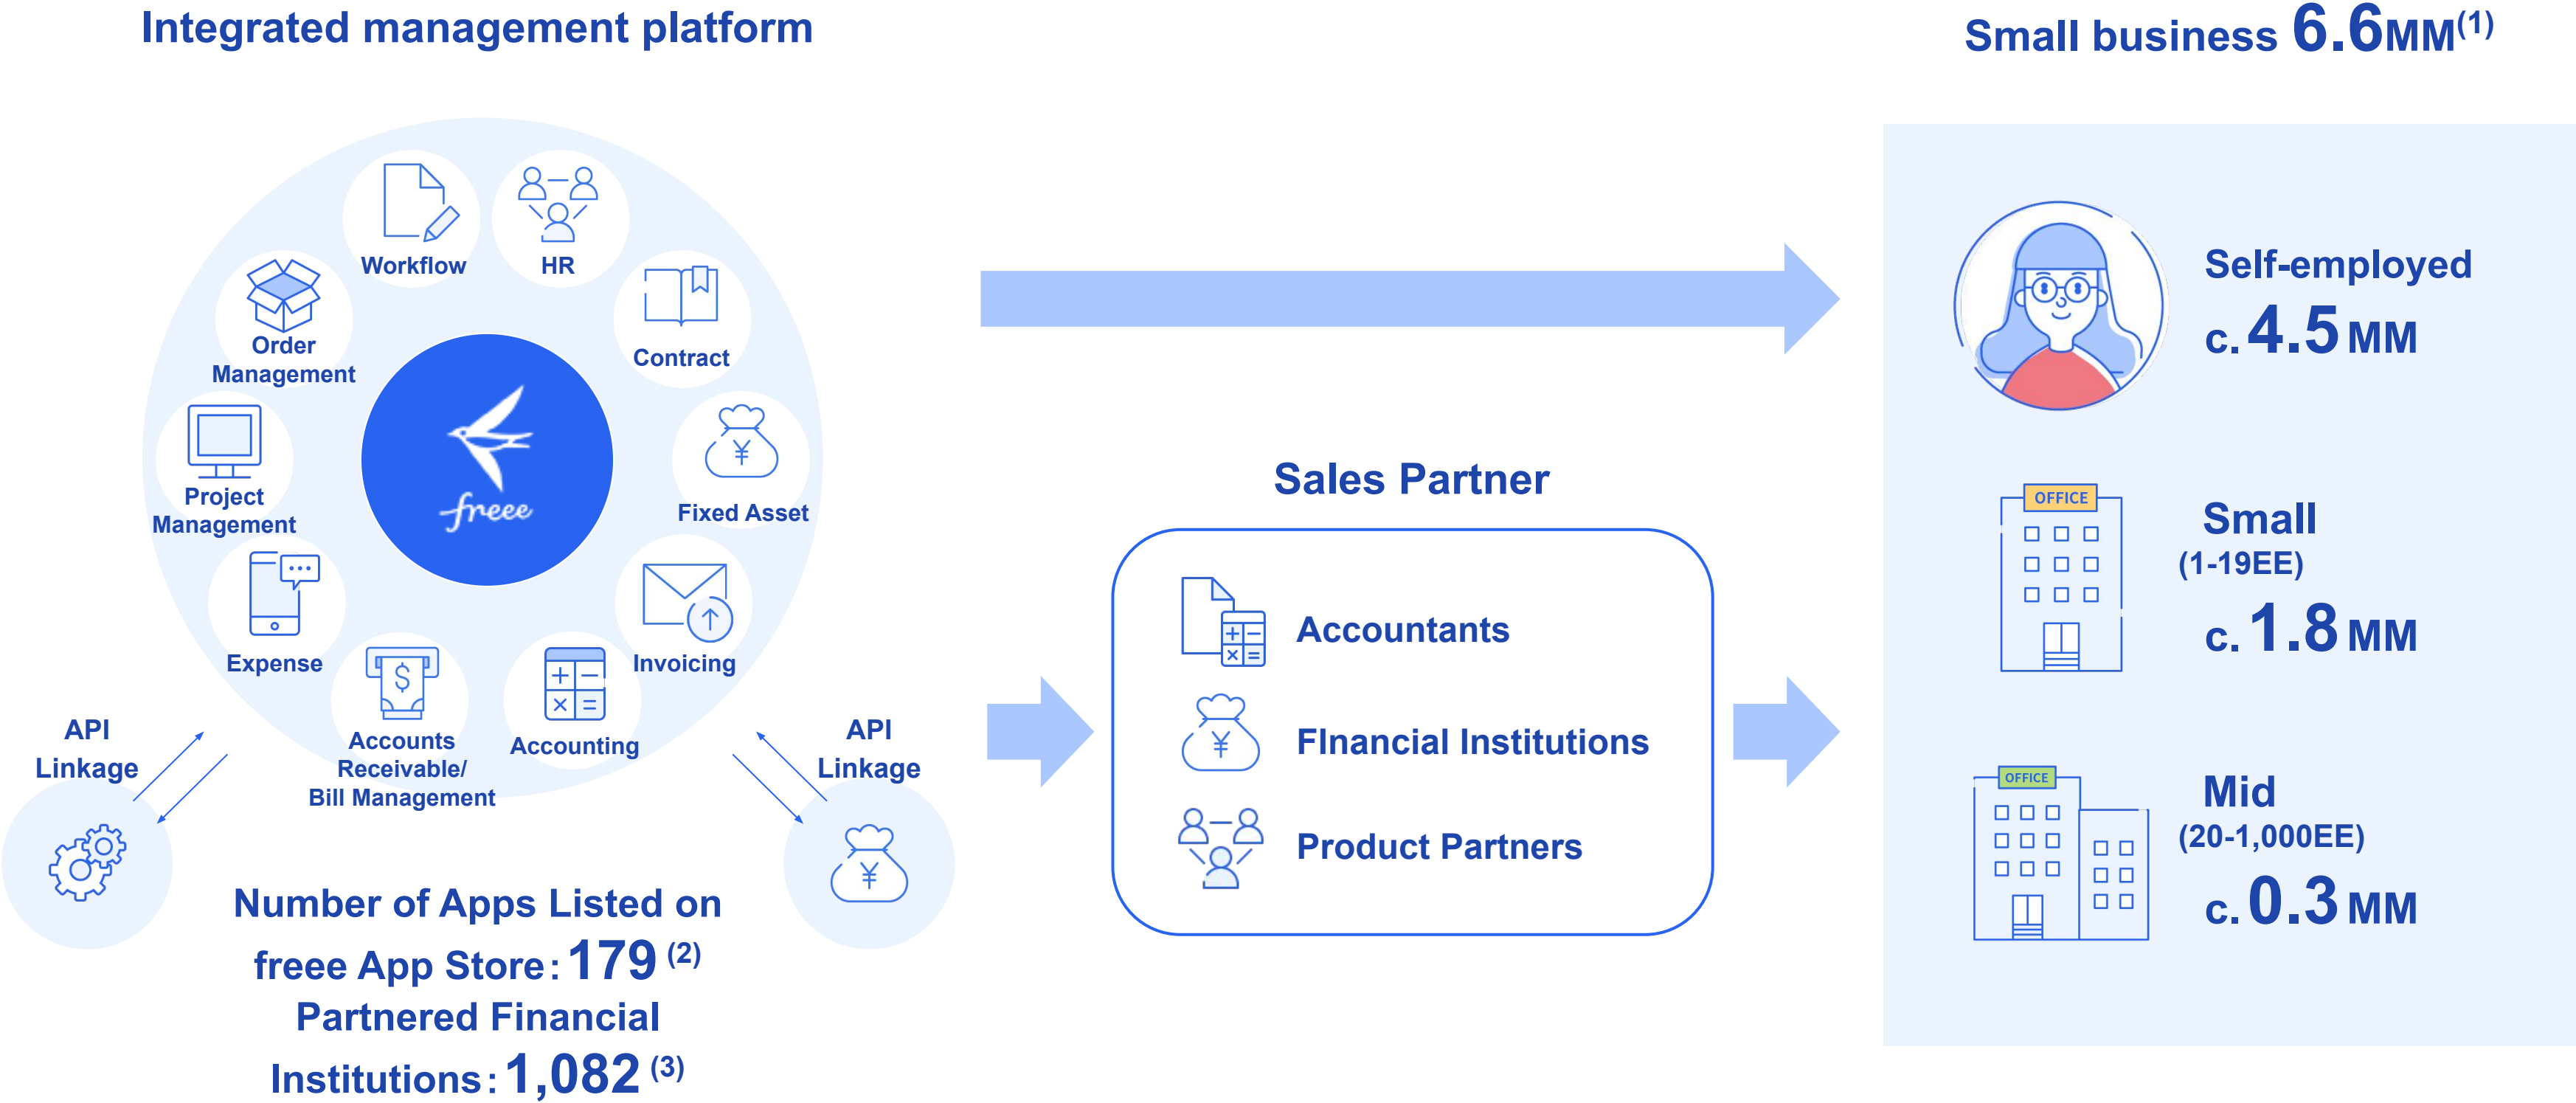 Integrated management platform
Small business 6.6MM(1)
Workflow
HR
Order
Management
Contract
Project
Management
freee
Fixed Asset
Expense
Invoicing
Accounts
Receivable/
Bill Management
Accounting
API
Linkage
API
Linkage
Number of Apps Listed on
freee App Store: 179 (2)
Partnered Financial
Institutions: 1,082 (3)
Sales Partner
Accountants
FInancial Institutions
Product Partners
Self-employed
c. 4.5 MM
OFFICE
Small
(1-19EE)
c. 1.8 MM
OFFICE
Mid
(20-1,000EE)
c. 0.3 MM